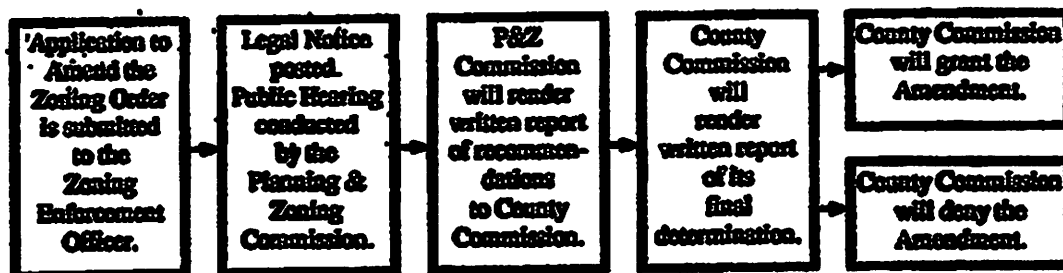 Application to
Amend the
Zoning Order
is submitted
to the
Zoning
Enforcement
Officer.
Legal Notice
posted.
Public Hearing
conducted
by the
Planning &
Zoning
Commission.
P&Z
Commission
will render
written report
of recommen-
dations
to County
Commission.
County
Commission
will
render
written report
of its
final
determination.
County Commission
will grant the
Amendment.
County Commission
will deny the
Amendment.